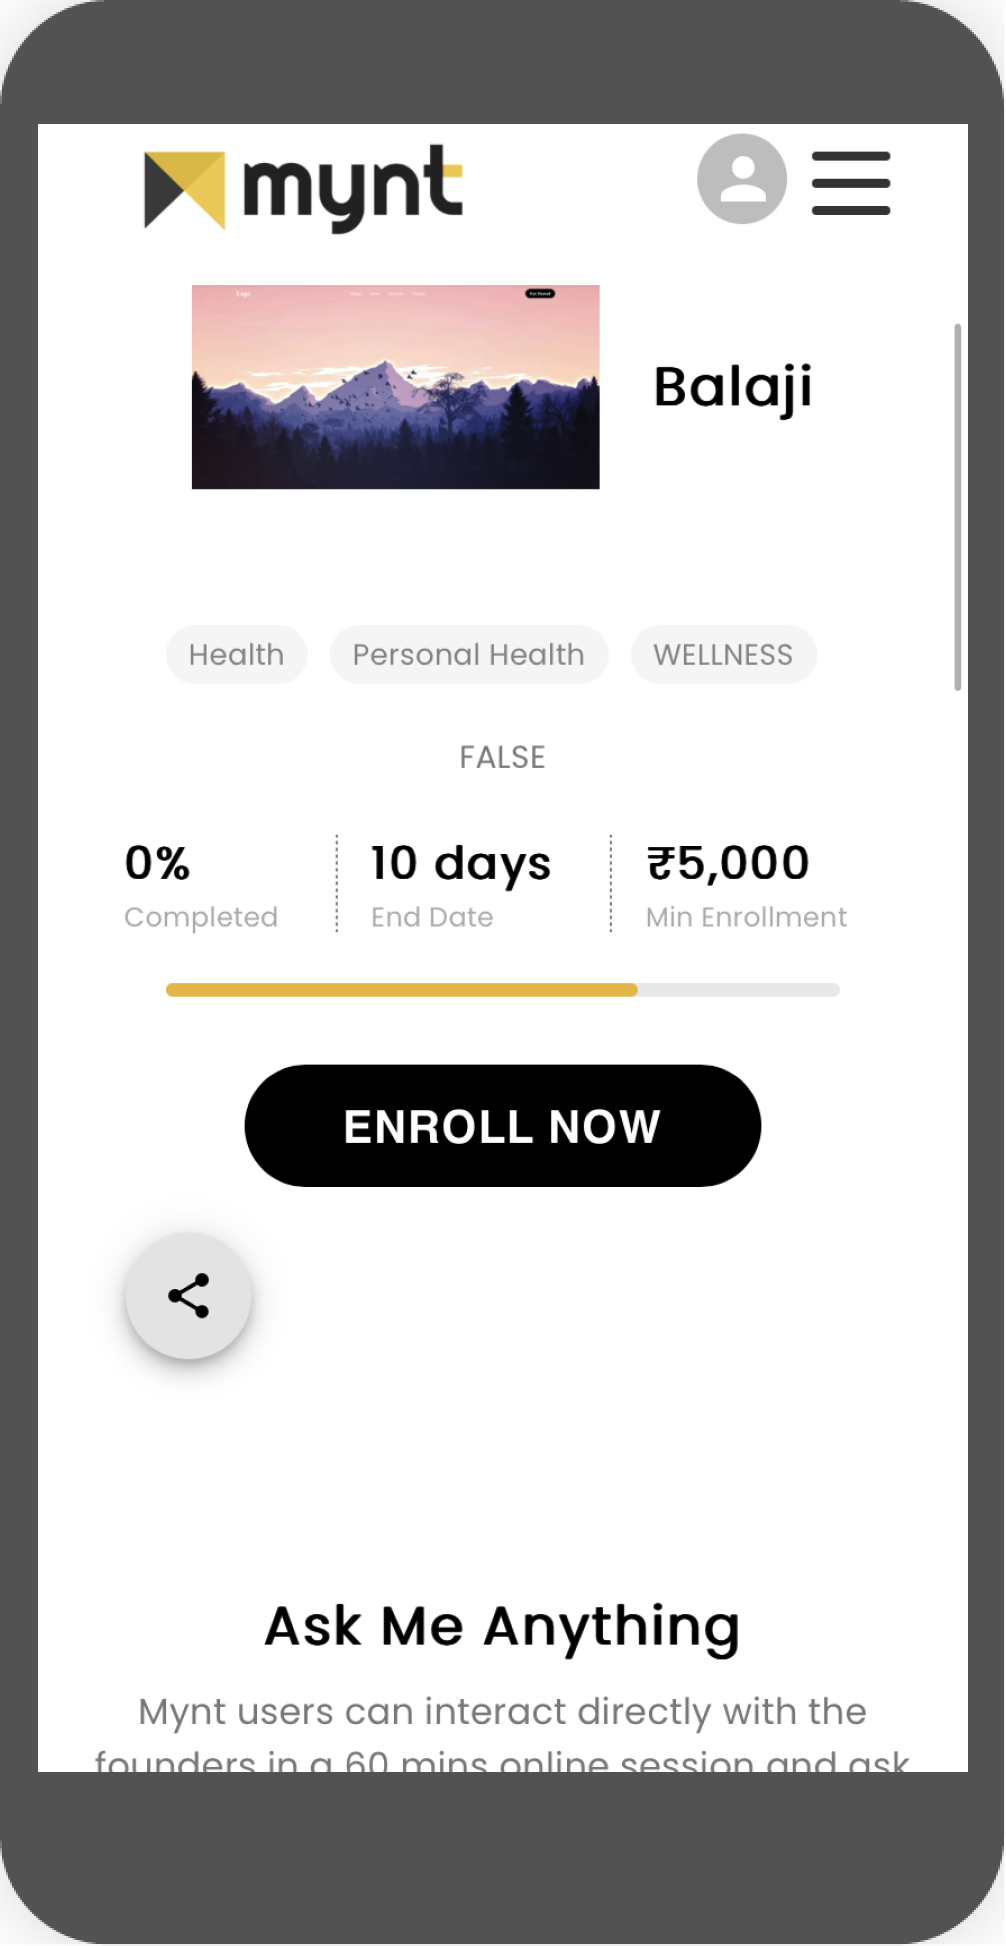 mynt
Balaji
Health Personal Health WELLNESS
FALSE
0% 10 days ₹5,000
Completed End Date Min Enrollment
ENROLL NOW
Ask Me Anything
Mynt users can interact directly with the
founders in a 60 mins online session and ask